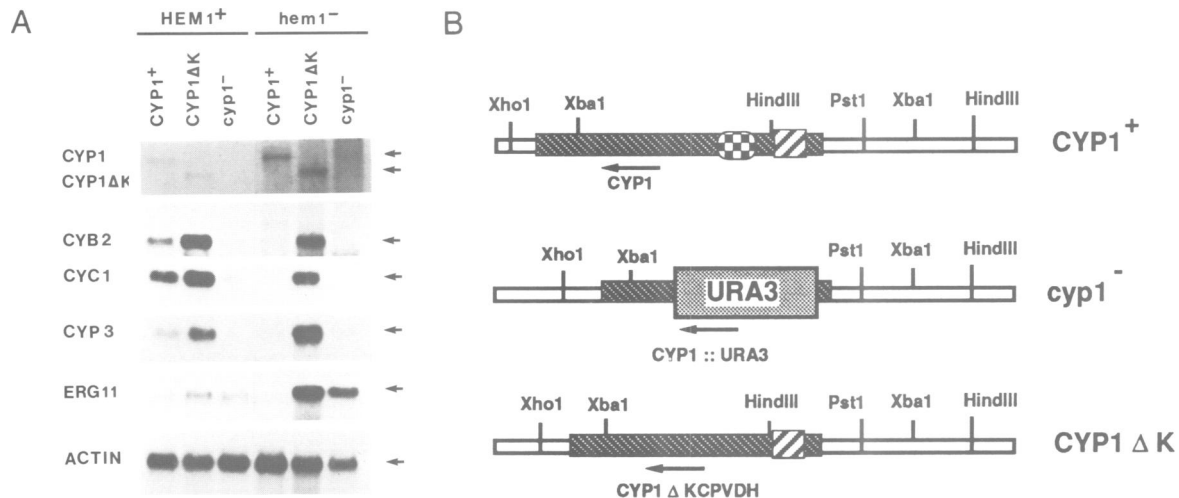 A
HEM1+ hem1−
CYP1+ CYP1ΔK cyp1− CYP1+ CYP1ΔK cyp1−
CYP1
CYP1ΔK
CYB2
CYC1
CYP3
ERG11
ACTIN
B
Xho1 Xba1 HindIII Pst1 Xba1 HindIII
CYP1+
CYP1
Xho1 Xba1 Pst1 Xba1 HindIII
URA3
cyp1−
CYP1 :: URA3
Xho1 Xba1 HindIII Pst1 Xba1 HindIII
CYP1 Δ K
CYP1 Δ KCPVDH